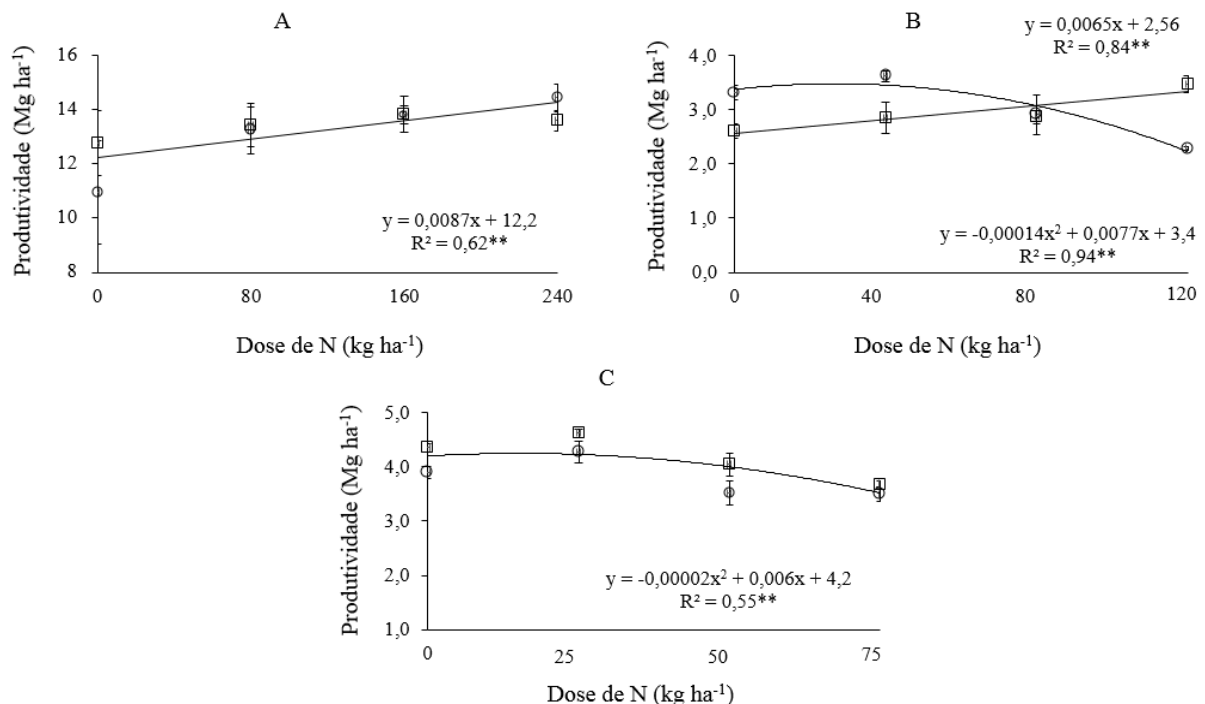 A
Produtividade (Mg ha⁻¹)
16
14
12
10
8
y = 0,0087x + 12,2
R² = 0,62**
0 80 160 240
Dose de N (kg ha⁻¹)
B
y = 0,0065x + 2,56
R² = 0,84**
Produtividade (Mg ha⁻¹)
4,0
3,0
2,0
1,0
0,0
y = -0,00014x² + 0,0077x + 3,4
R² = 0,94**
0 40 80 120
Dose de N (kg ha⁻¹)
C
Produtividade (Mg ha⁻¹)
5,0
4,0
3,0
2,0
1,0
y = -0,00002x² + 0,006x + 4,2
R² = 0,55**
0 25 50 75
Dose de N (kg ha⁻¹)